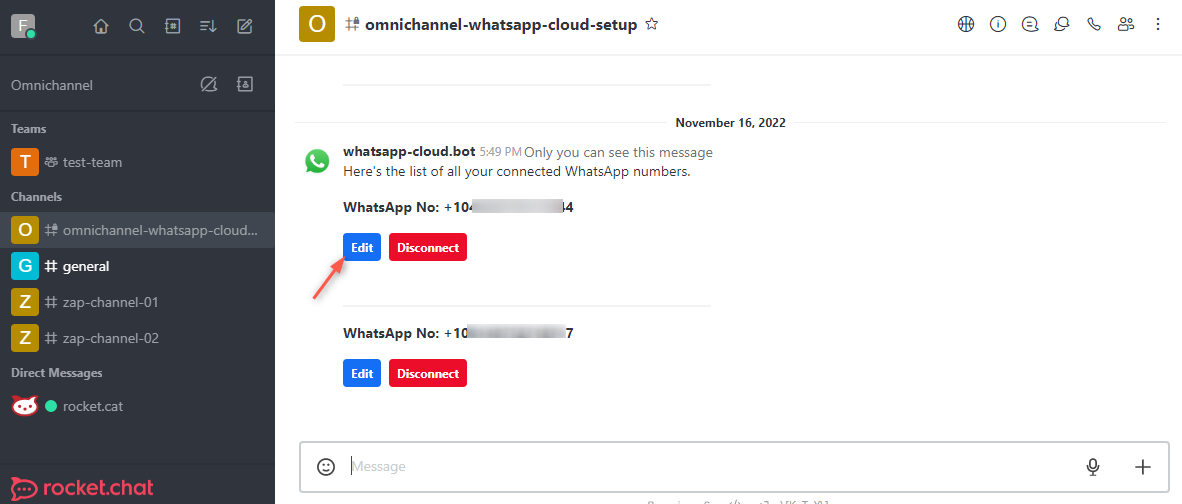 F
Omnichannel
Teams
T test-team
Channels
O omnichannel-whatsapp-cloud...
G general
Z zap-channel-01
Z zap-channel-02
Direct Messages
rocket.cat
rocket.chat
O omnichannel-whatsapp-cloud-setup
November 16, 2022
whatsapp-cloud.bot 5:49 PM Only you can see this message
Here's the list of all your connected WhatsApp numbers.
WhatsApp No: +10 4
Edit Disconnect
WhatsApp No: +10 7
Edit Disconnect
Message